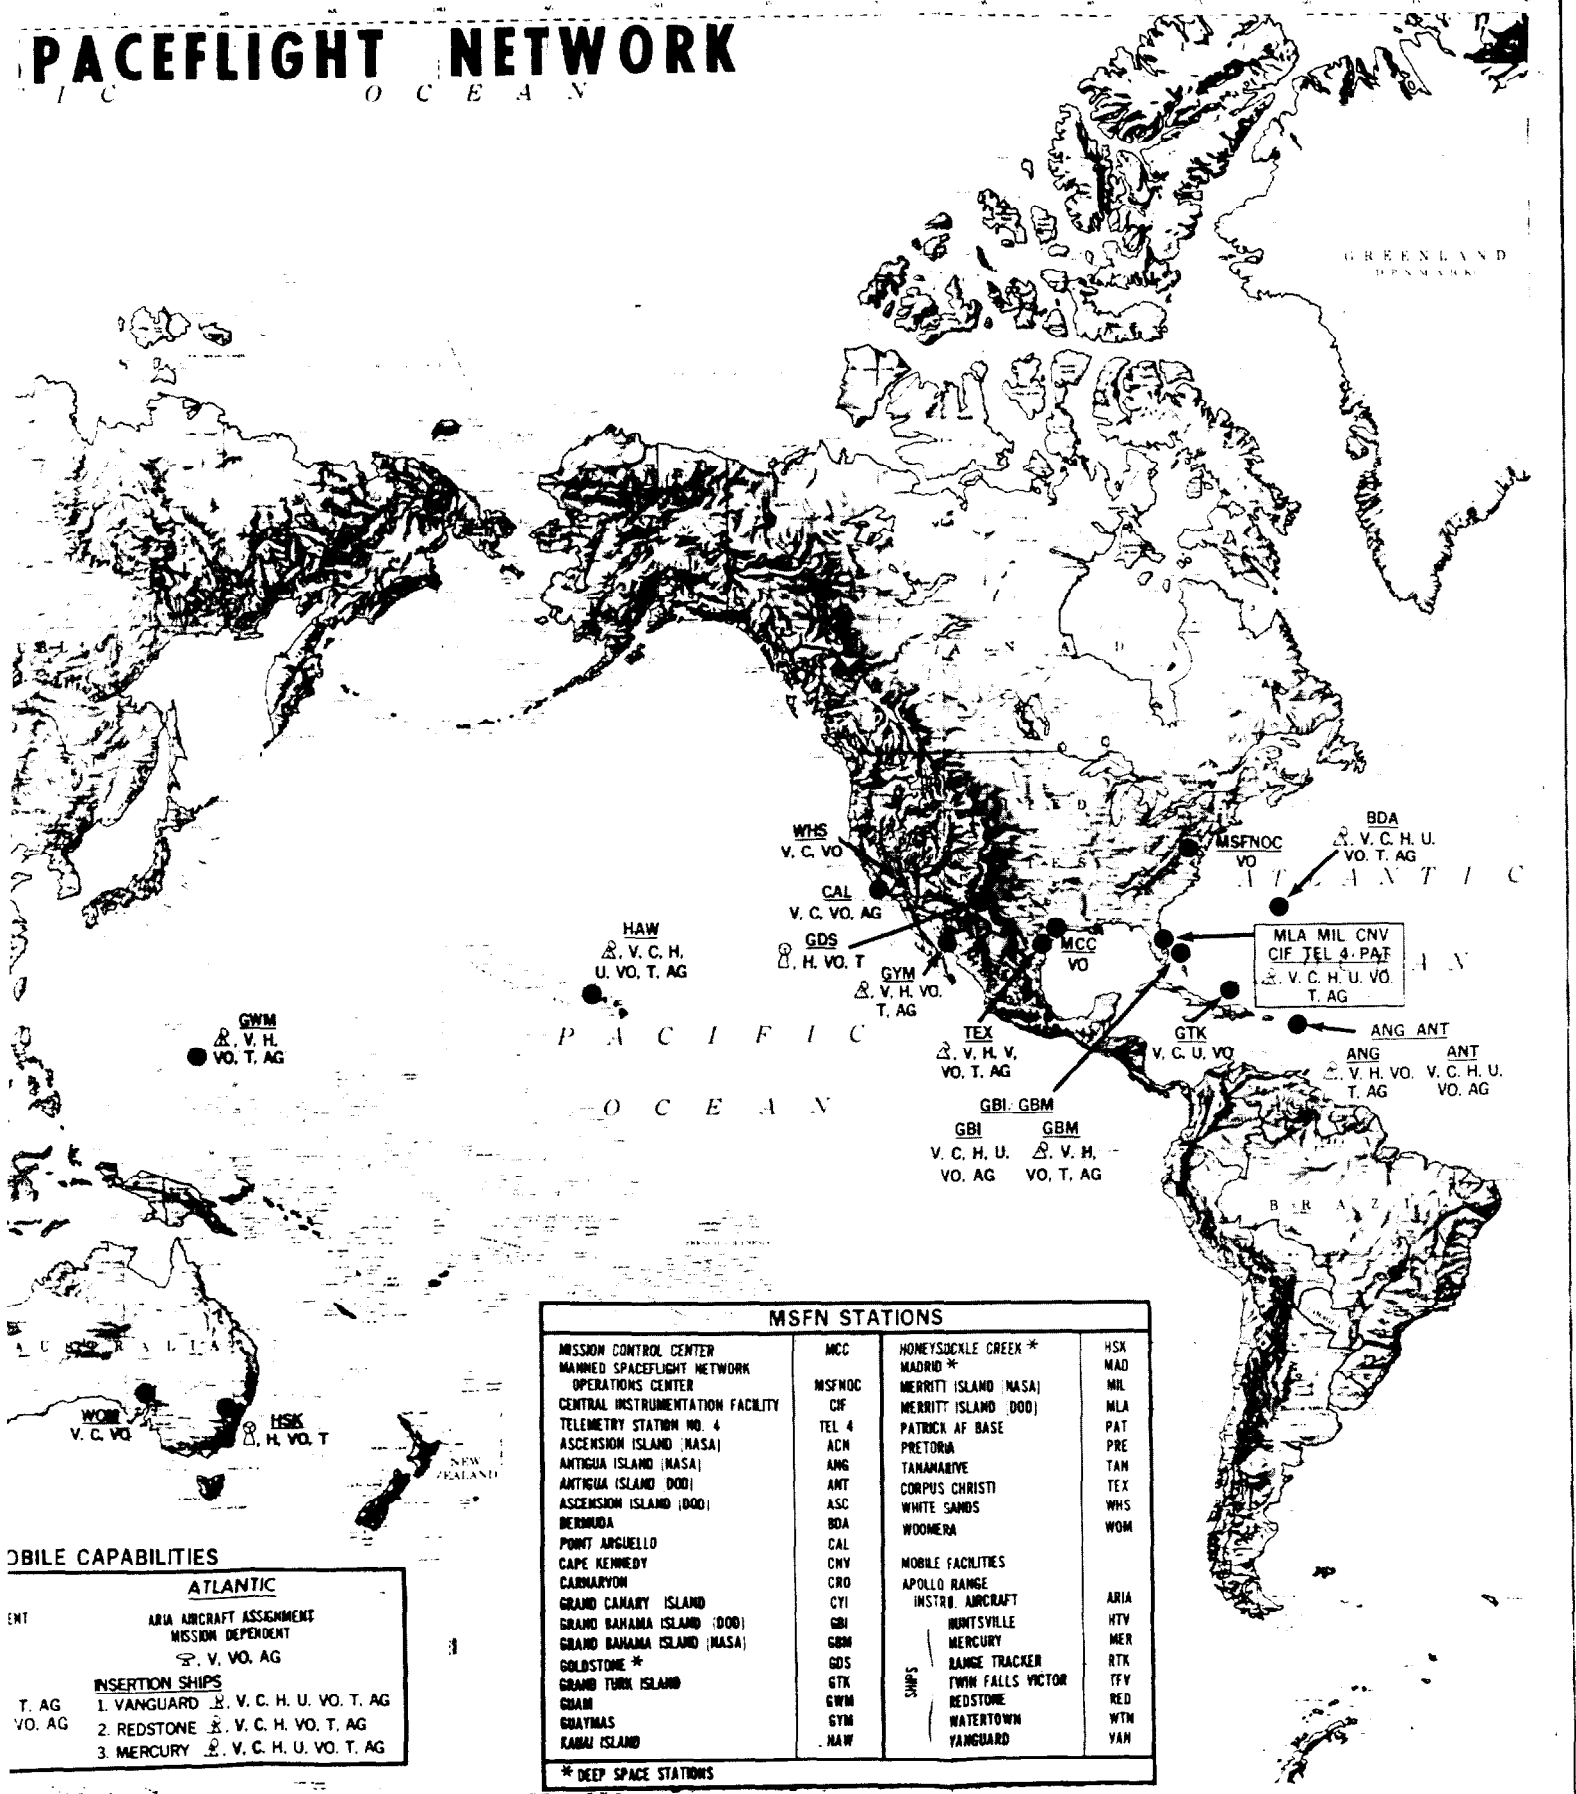 PACEFLIGHT NETWORK
I C O C E A N
GREENLAND
DENMARK
A N A D
BDA
V. C. H. U.
VO. T. AG
MSFNOC
VO
A T L A N T I C
A N
WHS
V. C. VO
CAL
V. C. VO. AG
GDS
H. VO. T
GYM
V. H. VO.
T. AG
MCC
VO
MLA MIL CNV
CIF TEL 4 PAT
V. C. H. U. VO.
T. AG
HAW
V. C. H,
U. VO, T. AG
GWM
V. H.
VO. T. AG
P A C I F I C
O C E A N
TEX
V. H. V,
VO. T. AG
GTK
V. C. U. VO
ANG ANT
ANG
V. H. VO.
T. AG
ANT
V. C. H. U.
VO. AG
GBI GBM
GBI
V. C. H. U.
VO. AG
GBM
V. H.
VO, T. AG
B R A Z I L
A U S T R A L I A
WOM
V. C, VO
HSK
H, VO, T
NEW
ZEALAND
MSFN STATIONS
MISSION CONTROL CENTER MCC
MANNED SPACEFLIGHT NETWORK
OPERATIONS CENTER MSFNOC
CENTRAL INSTRUMENTATION FACILITY CIF
TELEMETRY STATION NO. 4 TEL 4
ASCENSION ISLAND (NASA) ACN
ANTIGUA ISLAND (NASA) ANG
ANTIGUA ISLAND (DOD) ANT
ASCENSION ISLAND (DOD) ASC
BERMUDA BDA
POINT ARGUELLO CAL
CAPE KENNEDY CNV
CARNARVON CRO
GRAND CANARY ISLAND CYI
GRAND BAHAMA ISLAND (DOD) GBI
GRAND BAHAMA ISLAND (NASA) GBM
GOLDSTONE * GDS
GRAND TURK ISLAND GTK
GUAM GWM
GUAYMAS GYM
KAUAI ISLAND HAW
HONEYSUCKLE CREEK * HSK
MADRID * MAD
MERRITT ISLAND (NASA) MIL
MERRITT ISLAND (DOD) MLA
PATRICK AF BASE PAT
PRETORIA PRE
TANANARIVE TAN
CORPUS CHRISTI TEX
WHITE SANDS WHS
WOOMERA WOM
MOBILE FACILITIES
APOLLO RANGE
INSTRU. AIRCRAFT ARIA
SHIPS
HUNTSVILLE HTV
MERCURY MER
RANGE TRACKER RTK
TWIN FALLS VICTOR TFV
REDSTONE RED
WATERTOWN WTN
VANGUARD VAN
* DEEP SPACE STATIONS
OBILE CAPABILITIES
ENT
T. AG
VO. AG
ATLANTIC
ARIA AIRCRAFT ASSIGNMENT
MISSION DEPENDENT
V. VO. AG
INSERTION SHIPS
1. VANGUARD V. C. H. U. VO. T. AG
2. REDSTONE V. C. H. VO. T. AG
3. MERCURY V. C. H. U. VO. T. AG